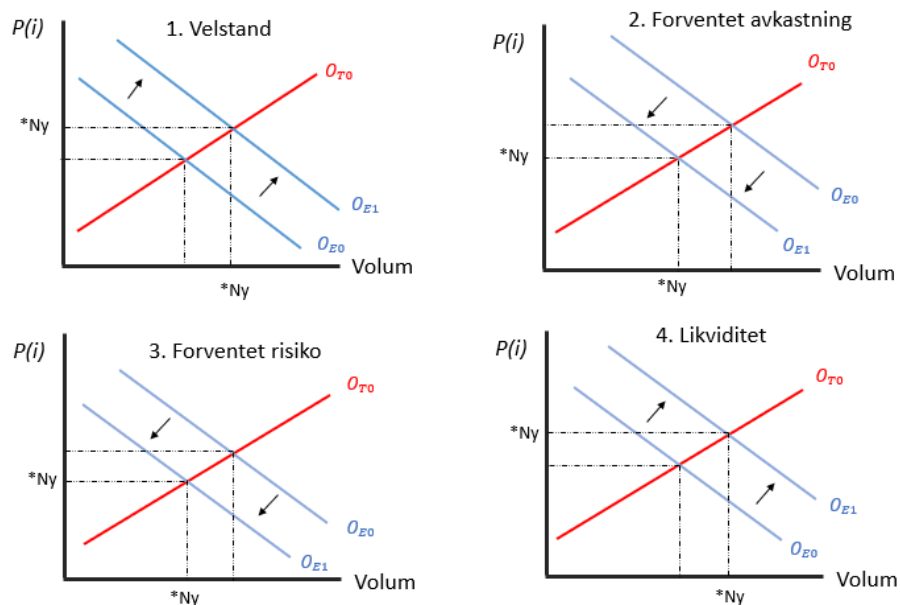 1. Velstand
P(i)
O_T0
*Ny
O_E1
O_E0
Volum
*Ny
2. Forventet avkastning
P(i)
O_T0
*Ny
O_E0
O_E1
Volum
*Ny
3. Forventet risiko
P(i)
O_T0
*Ny
O_E0
O_E1
Volum
*Ny
4. Likviditet
P(i)
O_T0
*Ny
O_E1
O_E0
Volum
*Ny